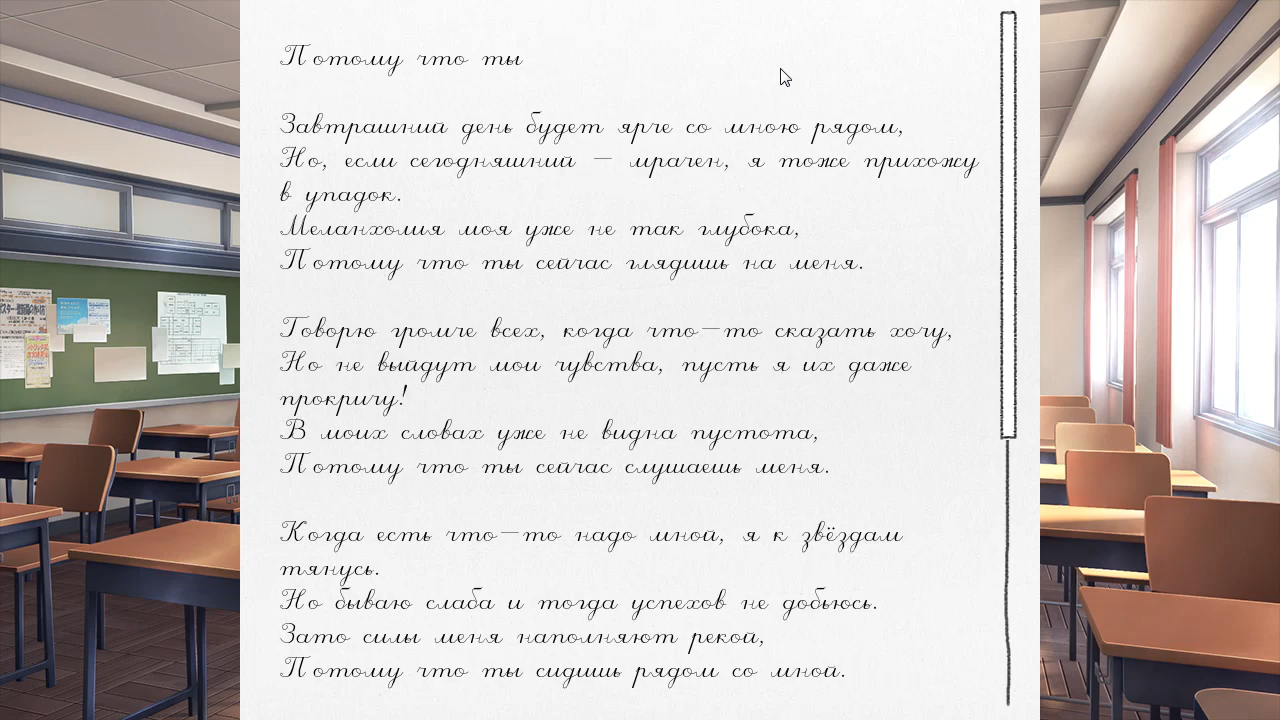 Потому что ты
Завтрашний день будет ярче со мною рядом,
Но, если сегодняшний — мрачен, я тоже прихожу
в упадок.
Меланхолия моя уже не так глубока,
Потому что ты сейчас глядишь на меня.
Говорю громче всех, когда что-то сказать хочу,
Но не выйдут мои чувства, пусть я их даже
прокричу!
В моих словах уже не видна пустота,
Потому что ты сейчас слушаешь меня.
Когда есть что—то надо мной, я к звёздам
тянусь.
Но бываю слаба и тогда успехов не добьюсь.
Зато силы меня наполняют рекой,
Потому что ты сидишь рядом со мной.